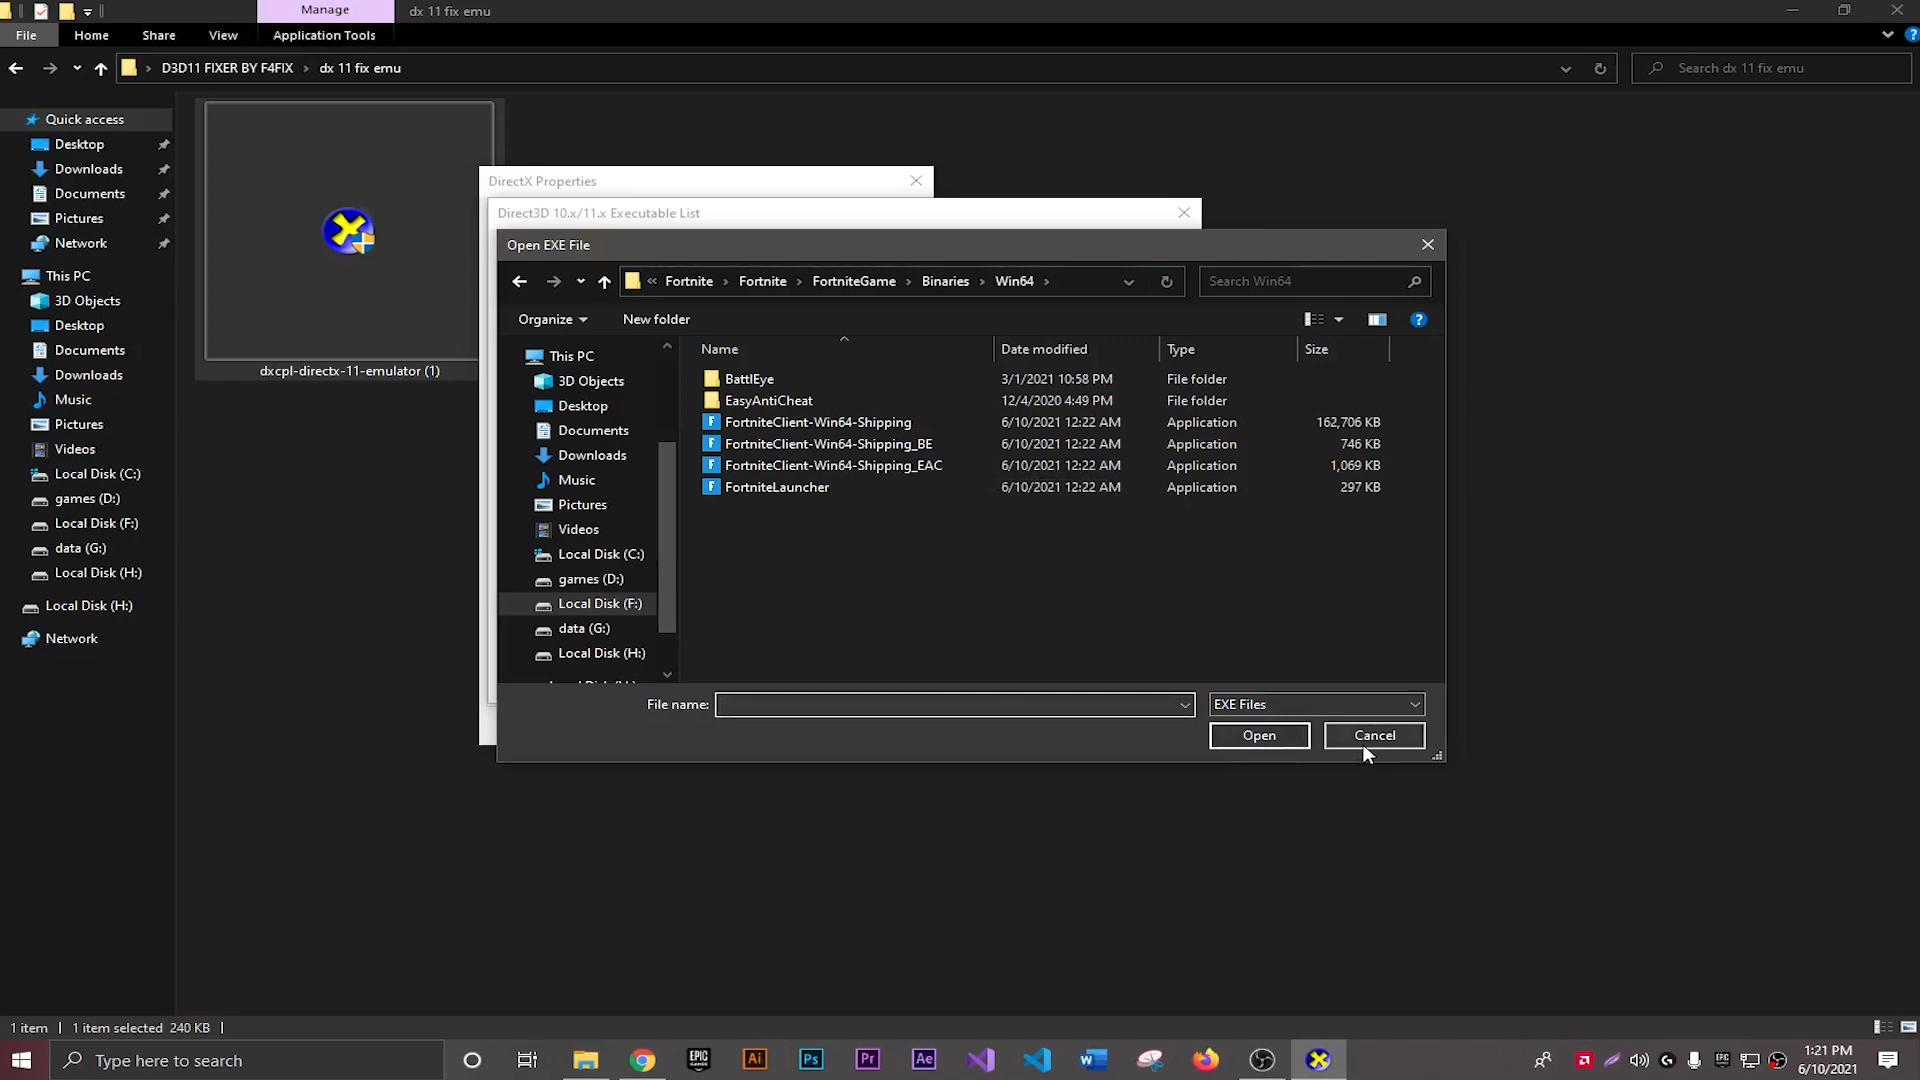 Manage
dx 11 fix emu
File
Home
Share
View
Application Tools
D3D11 FIXER BY F4FIX
dx 11 fix emu
Search dx 11 fix emu
Quick access
Desktop
Downloads
Documents
Pictures
Network
This PC
3D Objects
Desktop
Documents
Downloads
Music
Pictures
Videos
Local Disk (C:)
games (D:)
Local Disk (F:)
data (G:)
Local Disk (H:)
Local Disk (H:)
Network
dxcpl-directx-11-emulator (1)
DirectX Properties
Direct3D 10.x/11.x Executable List
Open EXE File
« Fortnite › Fortnite › FortniteGame › Binaries › Win64 ›
Search Win64
Organize
New folder
This PC
3D Objects
Desktop
Documents
Downloads
Music
Pictures
Videos
Local Disk (C:)
games (D:)
Local Disk (F:)
data (G:)
Local Disk (H:)
Name Date modified Type Size
BattlEye 3/1/2021 10:58 PM File folder
EasyAntiCheat 12/4/2020 4:49 PM File folder
FortniteClient-Win64-Shipping 6/10/2021 12:22 AM Application 162,706 KB
FortniteClient-Win64-Shipping_BE 6/10/2021 12:22 AM Application 746 KB
FortniteClient-Win64-Shipping_EAC 6/10/2021 12:22 AM Application 1,069 KB
FortniteLauncher 6/10/2021 12:22 AM Application 297 KB
File name:
EXE Files
Open
Cancel
1 item
1 item selected 240 KB
Type here to search
EPIC GAMES
Ai
Ps
Pr
Ae
1:21 PM
6/10/2021